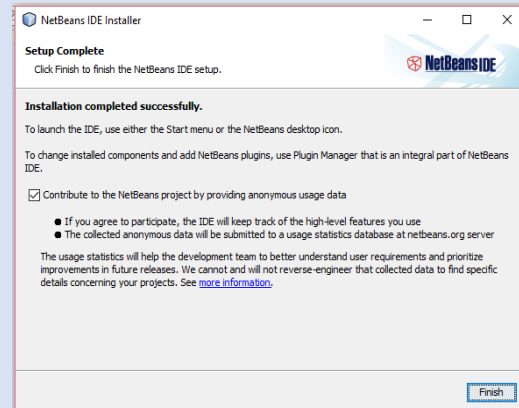 NetBeans IDE Installer
Setup Complete
Click Finish to finish the NetBeans IDE setup.
NetBeans IDE
Installation completed successfully.
To launch the IDE, use either the Start menu or the NetBeans desktop icon.
To change installed components and add NetBeans plugins, use Plugin Manager that is an integral part of NetBeans
IDE.
Contribute to the NetBeans project by providing anonymous usage data
● If you agree to participate, the IDE will keep track of the high-level features you use
● The collected anonymous data will be submitted to a usage statistics database at netbeans.org server
The usage statistics will help the development team to better understand user requirements and prioritize
improvements in future releases. We cannot and will not reverse-engineer that collected data to find specific
details concerning your projects. See more information.
Finish